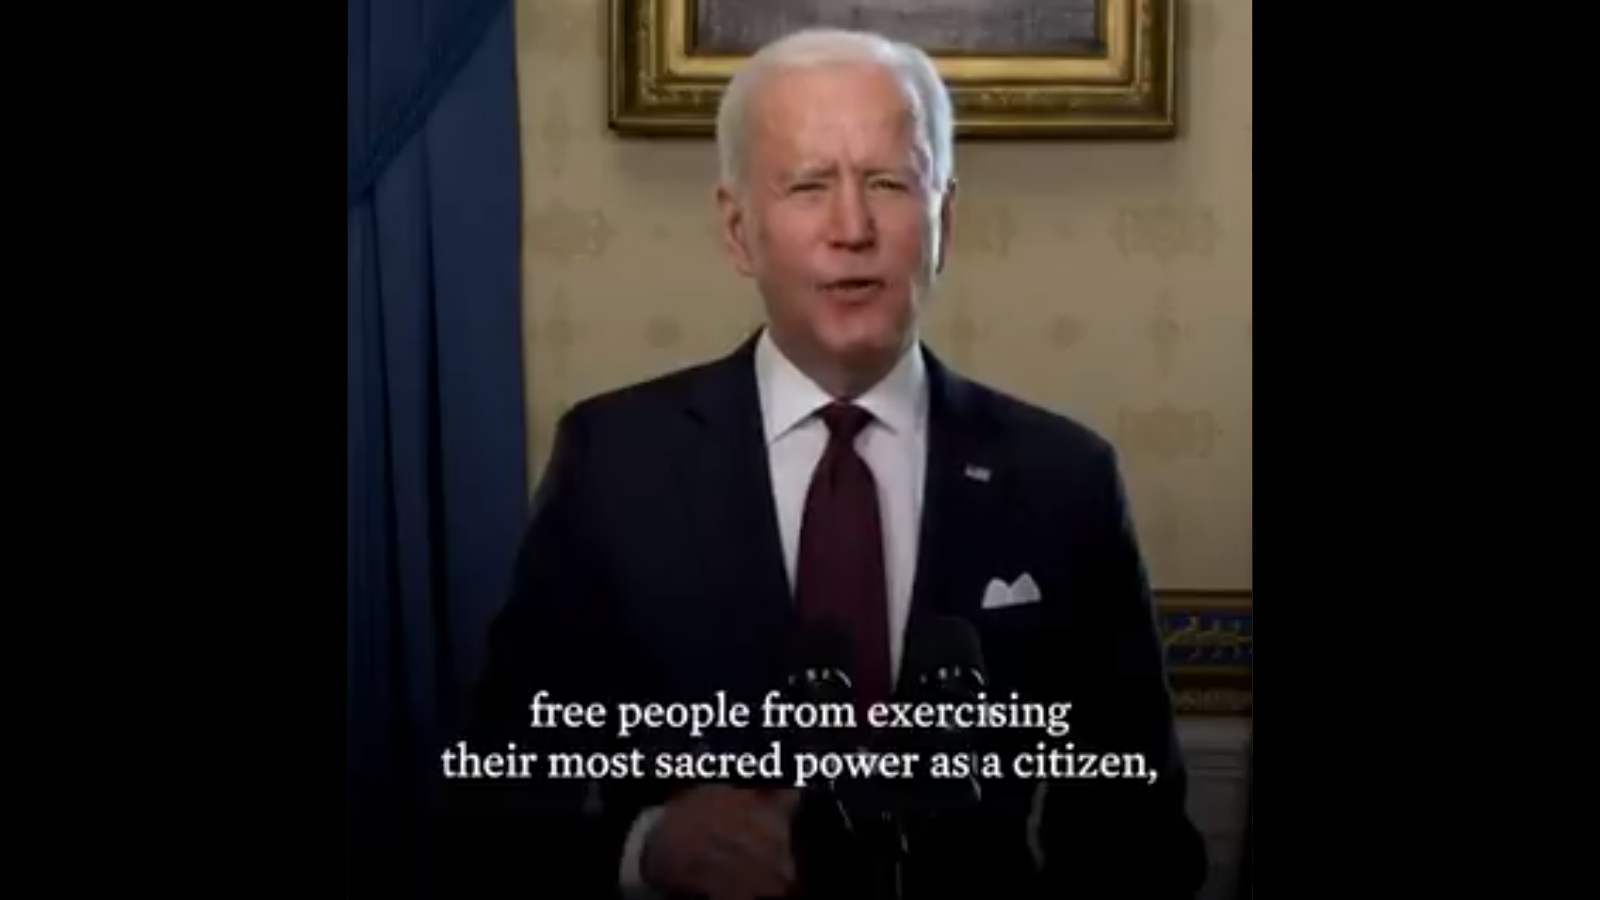 free people from exercising
their most sacred power as a citizen,